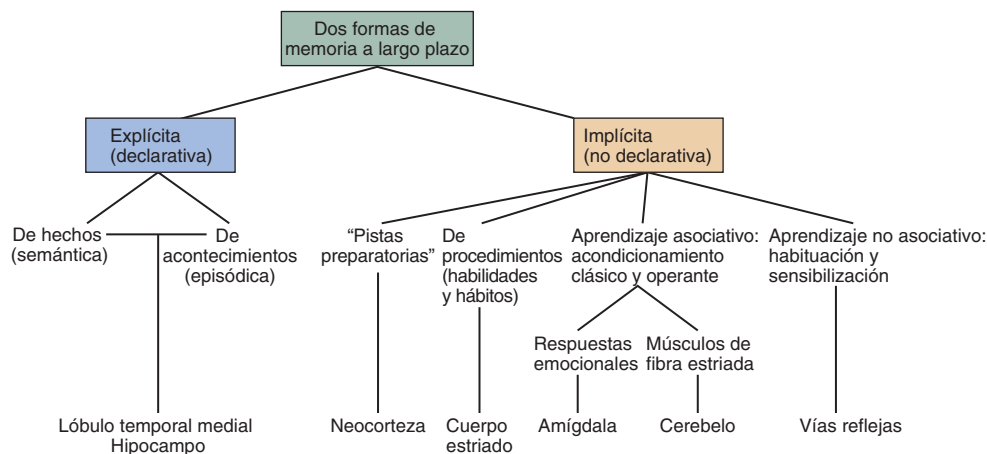 Dos formas de
memoria a largo plazo
Explícita
(declarativa)
Implícita
(no declarativa)
De hechos
(semántica)
De
acontecimientos
(episódica)
“Pistas
preparatorias”
De
procedimientos
(habilidades
y hábitos)
Aprendizaje asociativo:
acondicionamiento
clásico y operante
Aprendizaje no asociativo:
habituación y
sensibilización
Respuestas
emocionales
Músculos de
fibra estriada
Lóbulo temporal medial
Hipocampo
Neocorteza
Cuerpo
estriado
Amígdala
Cerebelo
Vías reflejas